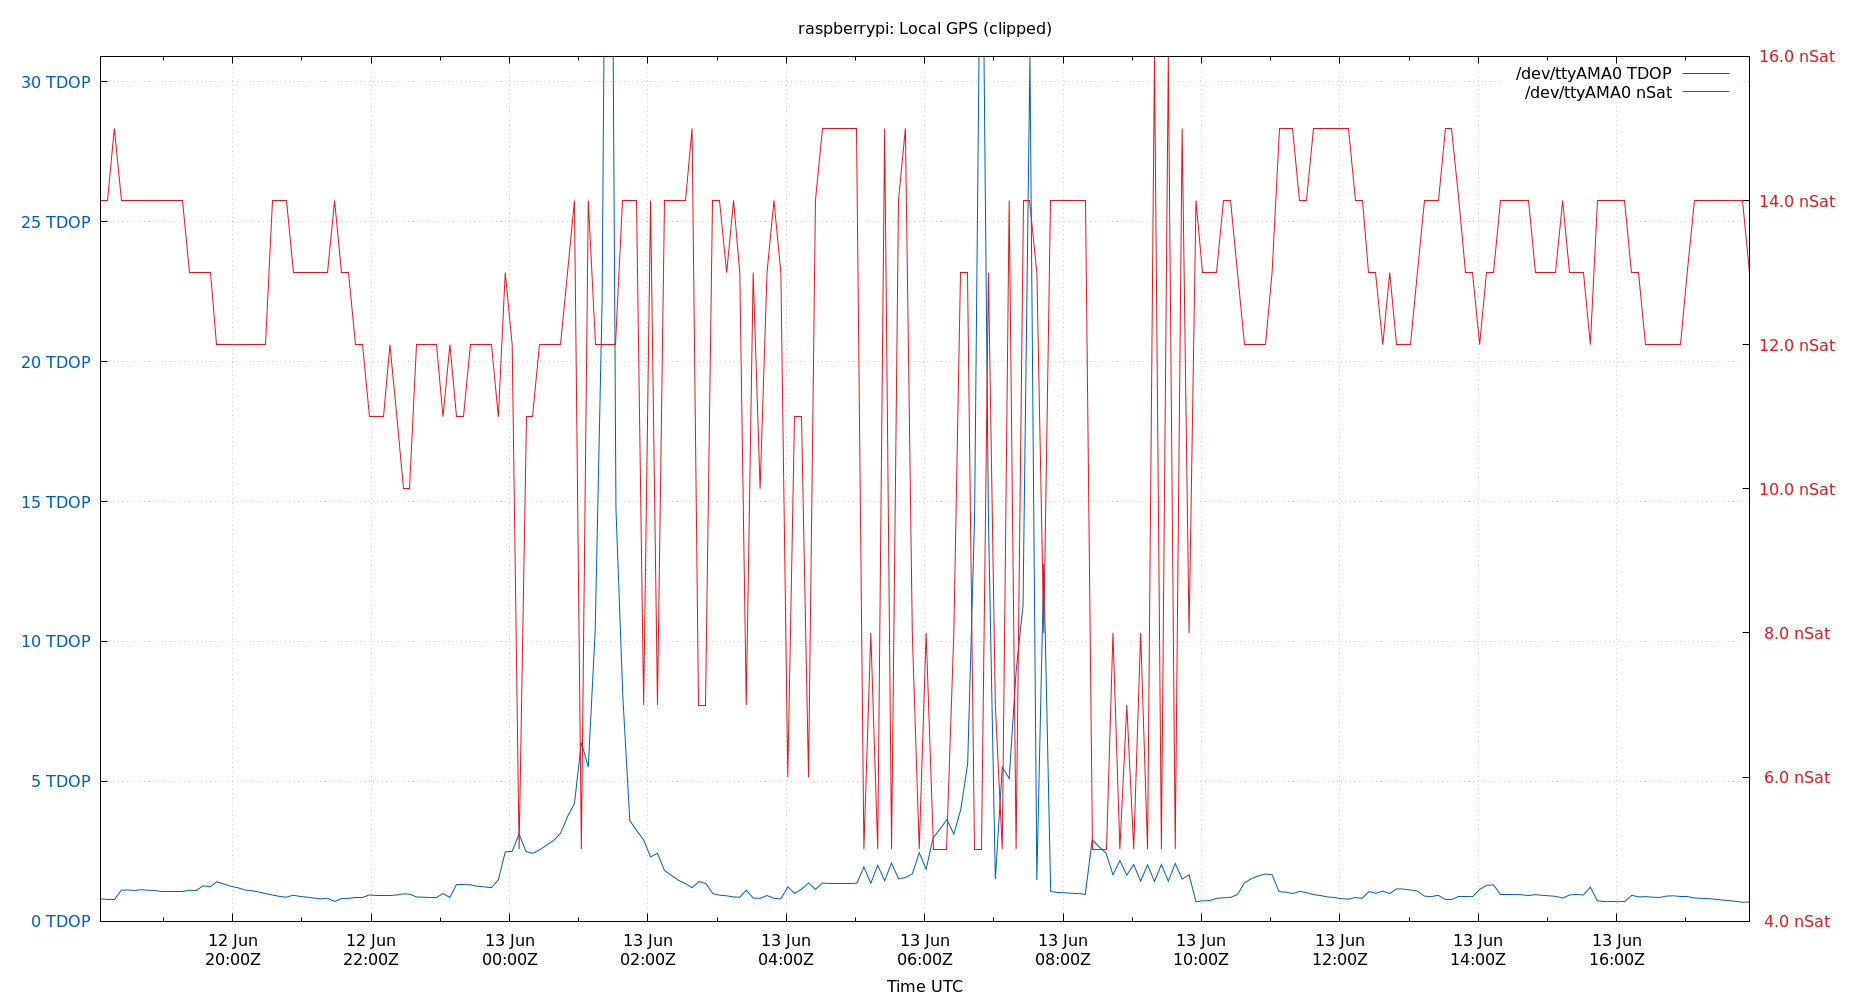 raspberrypi: Local GPS (clipped)
/dev/ttyAMA0 TDOP
/dev/ttyAMA0 nSat
30 TDOP
25 TDOP
20 TDOP
15 TDOP
10 TDOP
5 TDOP
0 TDOP
16.0 nSat
14.0 nSat
12.0 nSat
10.0 nSat
8.0 nSat
6.0 nSat
4.0 nSat
12 Jun
20:00Z
12 Jun
22:00Z
13 Jun
00:00Z
13 Jun
02:00Z
13 Jun
04:00Z
13 Jun
06:00Z
13 Jun
08:00Z
13 Jun
10:00Z
13 Jun
12:00Z
13 Jun
14:00Z
13 Jun
16:00Z
Time UTC